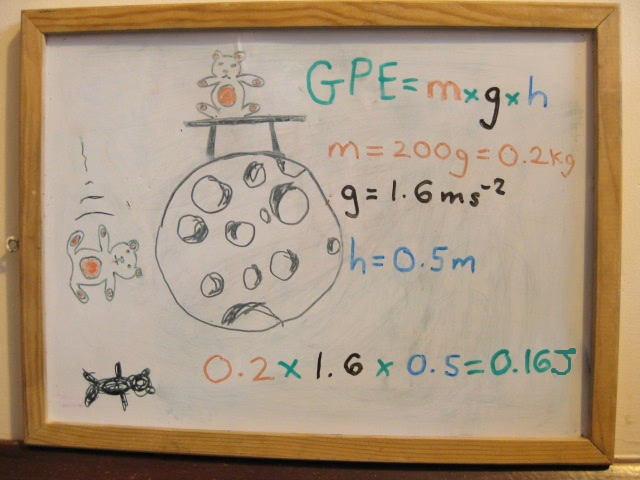 GPE=m×g×h
m=200g=0.2kg
g=1.6ms⁻²
h=0.5m
0.2×1.6×0.5=0.16J